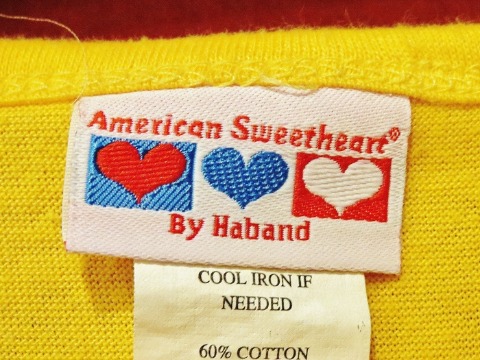 American Sweetheart®
By Haband
COOL IRON IF
NEEDED
60% COTTON